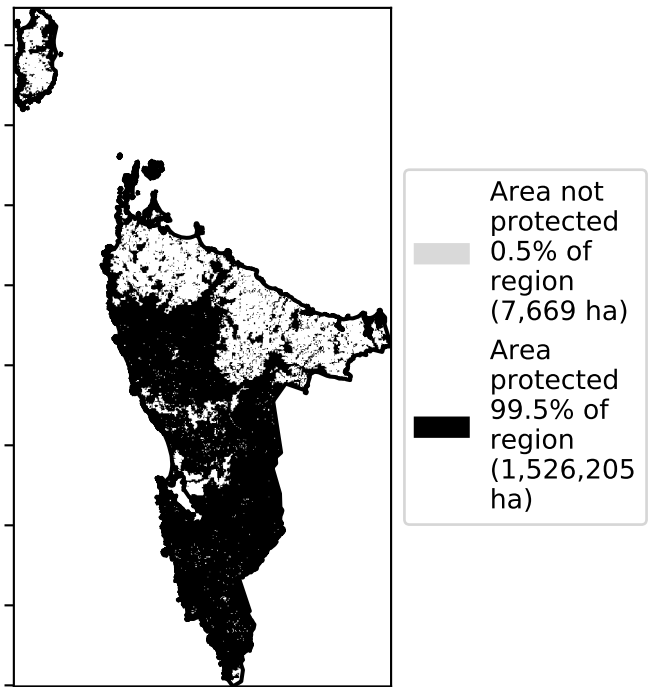 Area not
protected
0.5% of
region
(7,669 ha)
Area
protected
99.5% of
region
(1,526,205
ha)